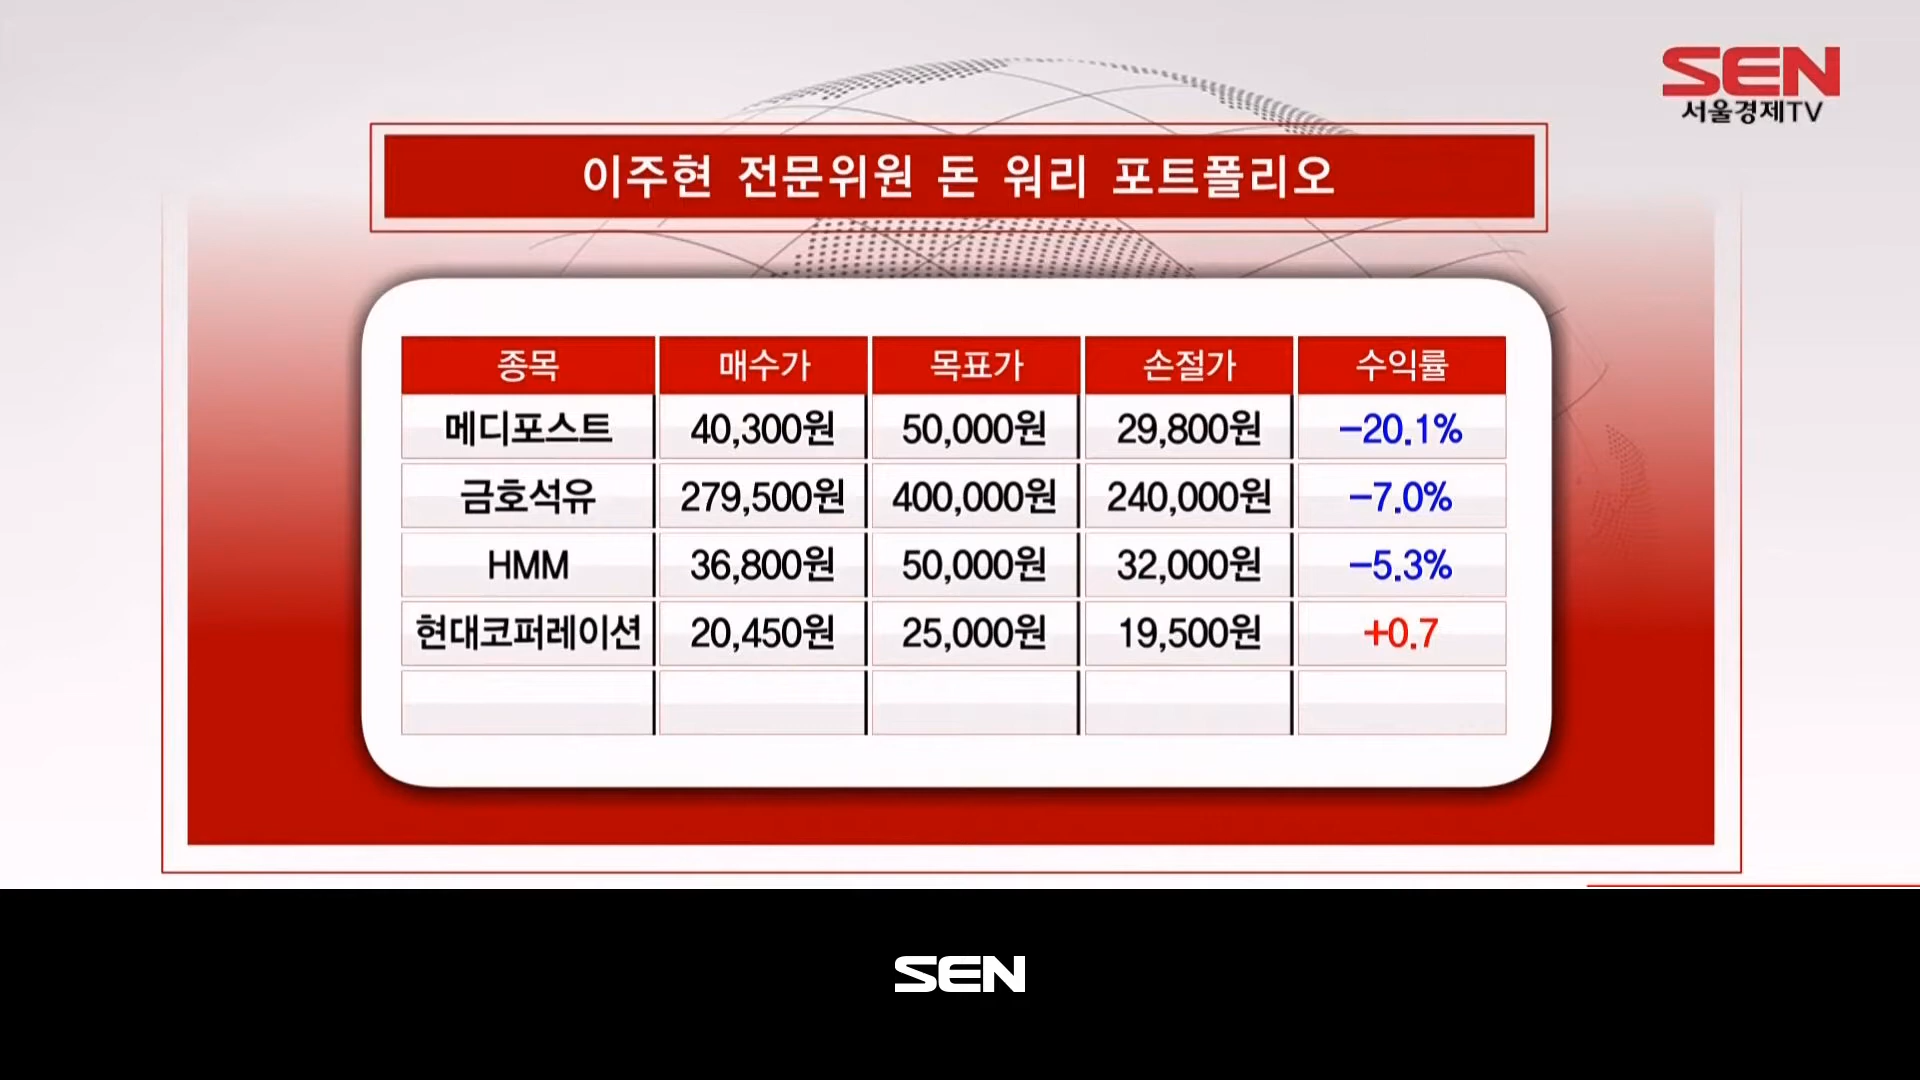 SEN
서울경제TV
이주현 전문위원 돈 워리 포트폴리오
종목 매수가 목표가 손절가 수익률
메디포스트 40,300원 50,000원 29,800원 -20.1%
금호석유 279,500원 400,000원 240,000원 -7.0%
HMM 36,800원 50,000원 32,000원 -5.3%
현대코퍼레이션 20,450원 25,000원 19,500원 +0.7
SEN